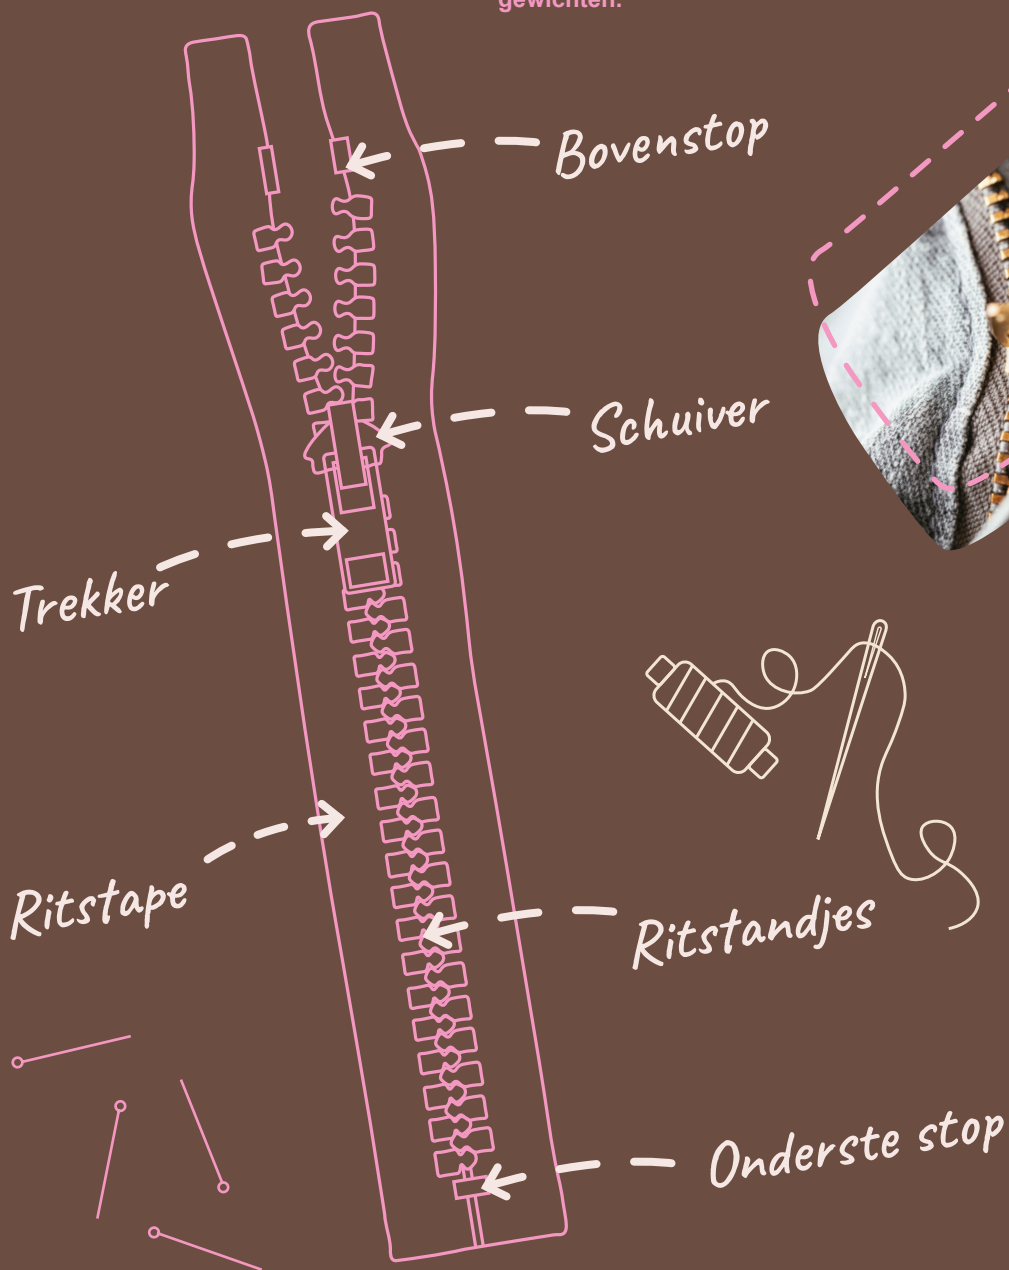 gewichten.
Bovenstop
Schuiver
Trekker
Ritstape
Ritstandjes
Onderste stop